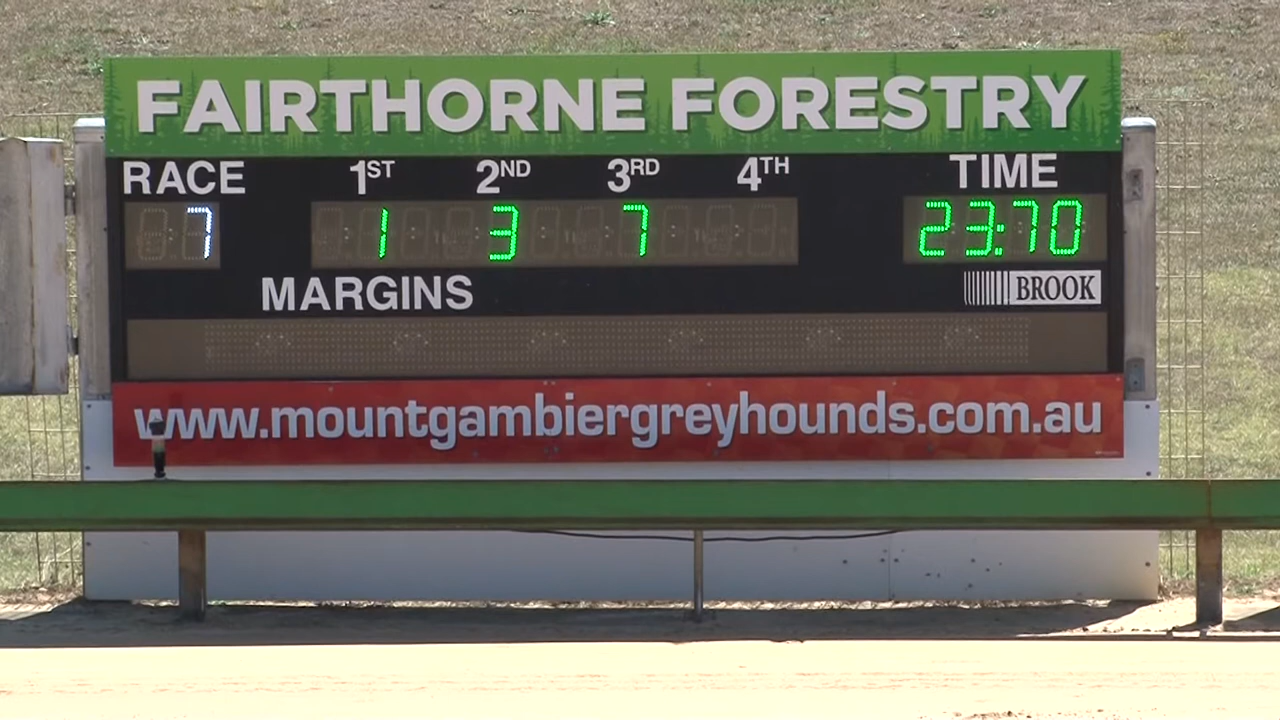 FAIRTHORNE FORESTRY
RACE 1ST 2ND 3RD 4TH TIME
7 1 3 7 23:70
MARGINS
BROOK
www.mountgambiergreyhounds.com.au